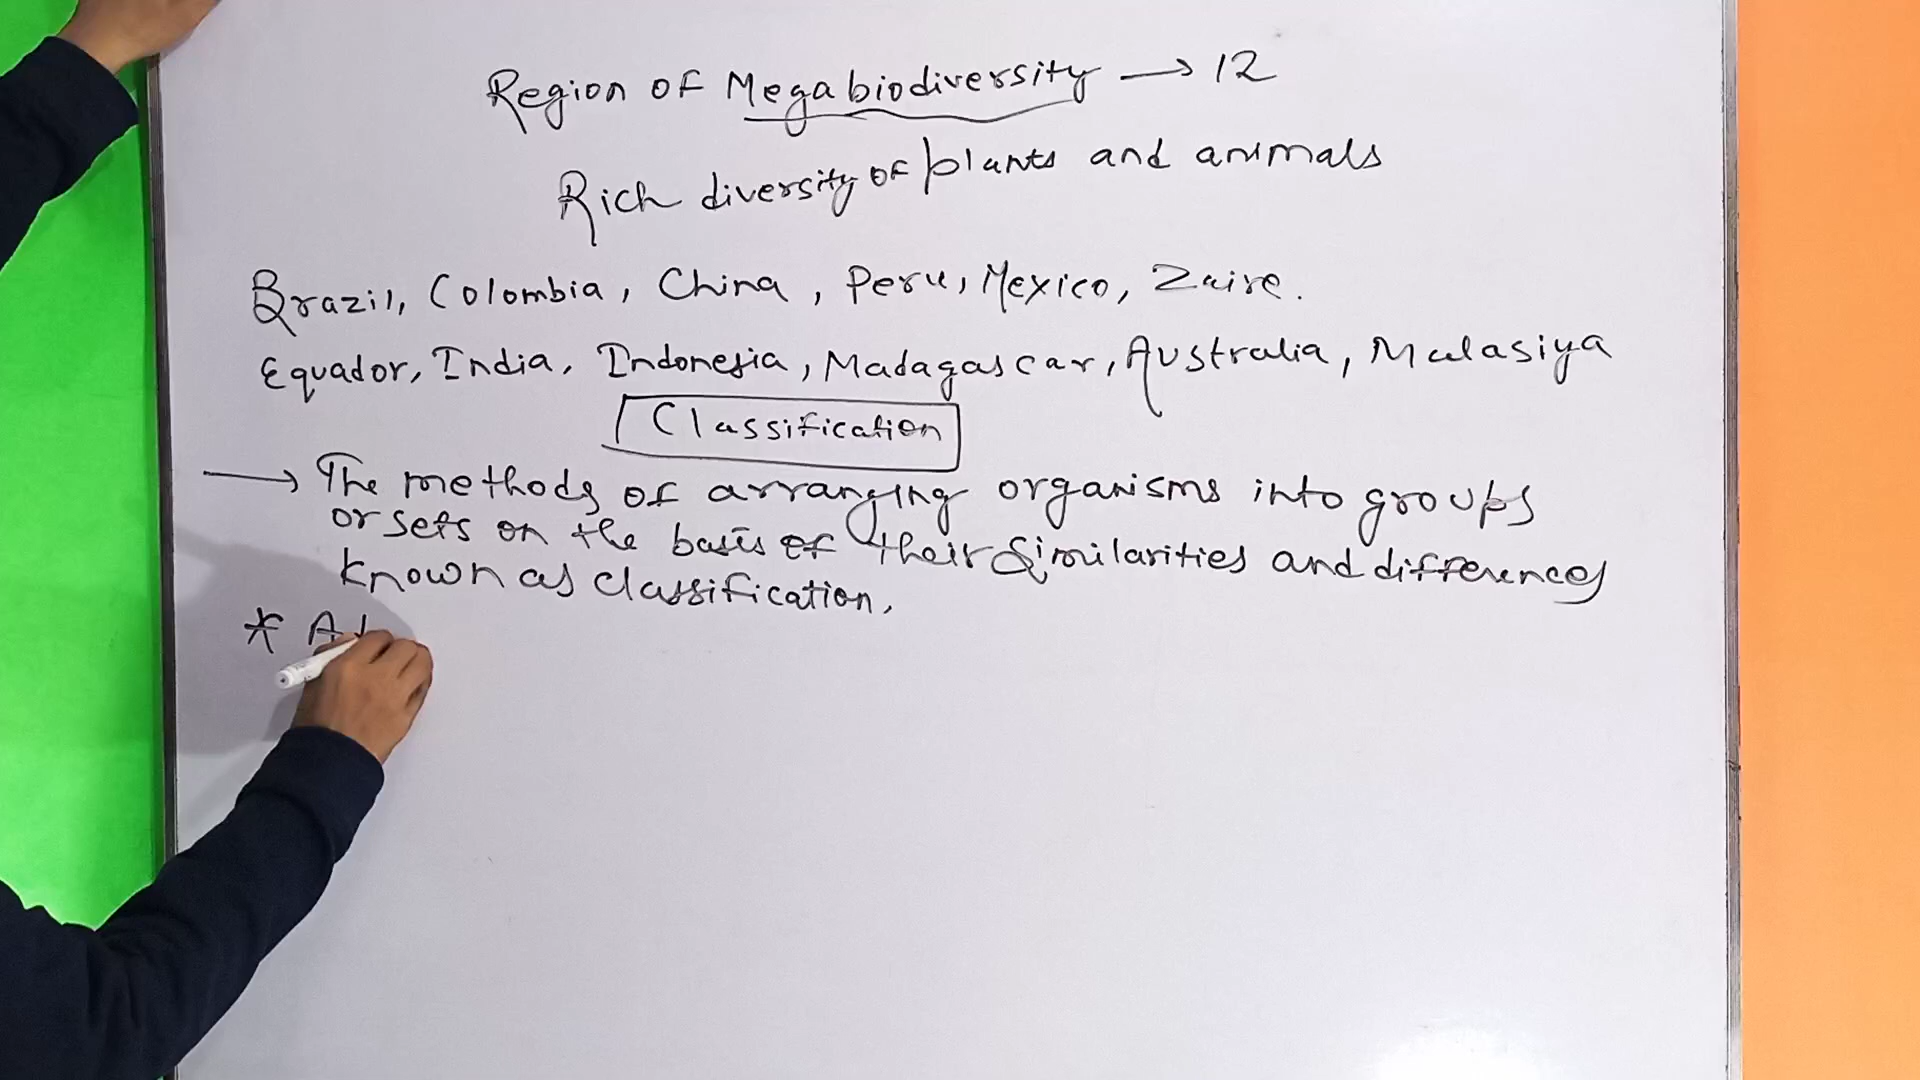 Region of Megabiodiversity → 12
Rich diversity of plants and animals
Brazil, Colombia, China, Peru, Mexico, Zaire.
Equador, India, Indonesia, Madagascar, Australia, Malasiya
Classification
→ The methods of arranging organisms into groups
or sets on the basis of their Similarities and differences
known as classification.
*